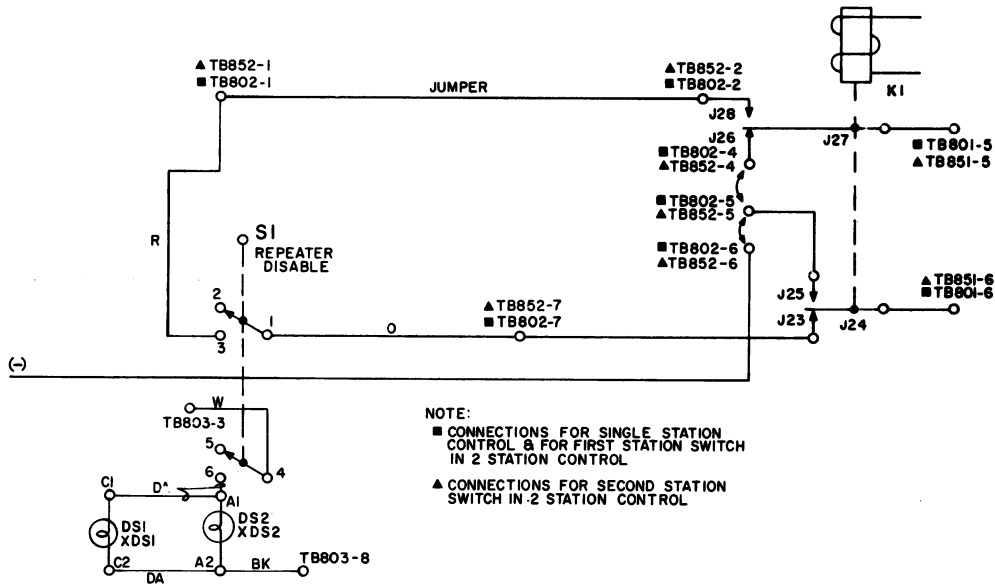 ▲ TB852-1
■ TB802-1
JUMPER
▲ TB852-2
■ TB802-2
K1
J28
J26
J27
■ TB802-4
▲ TB852-4
■ TB801-5
▲ TB851-5
■ TB802-5
▲ TB852-5
R
S1
REPEATER
DISABLE
■ TB802-6
▲ TB852-6
▲ TB851-6
■ TB801-6
2
1
3
O
▲ TB852-7
■ TB802-7
J25
J23
J24
(-)
W
TB803-3
5
4
6
C1
A1
DS1
XDS1
DS2
XDS2
C2
DA
A2
BK
TB803-8
NOTE:
■ CONNECTIONS FOR SINGLE STATION
CONTROL & FOR FIRST STATION SWITCH
IN 2 STATION CONTROL
▲ CONNECTIONS FOR SECOND STATION
SWITCH IN 2 STATION CONTROL